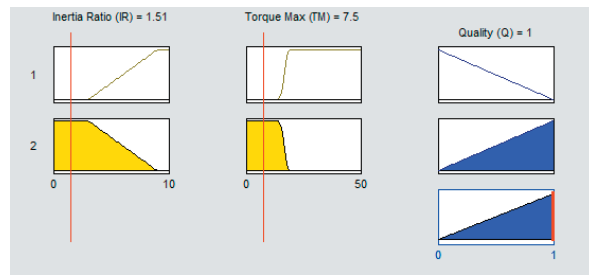 Inertia Ratio (IR) = 1.51
Torque Max (TM) = 7.5
Quality (Q) = 1
1
2
0 10
0 50
0 1